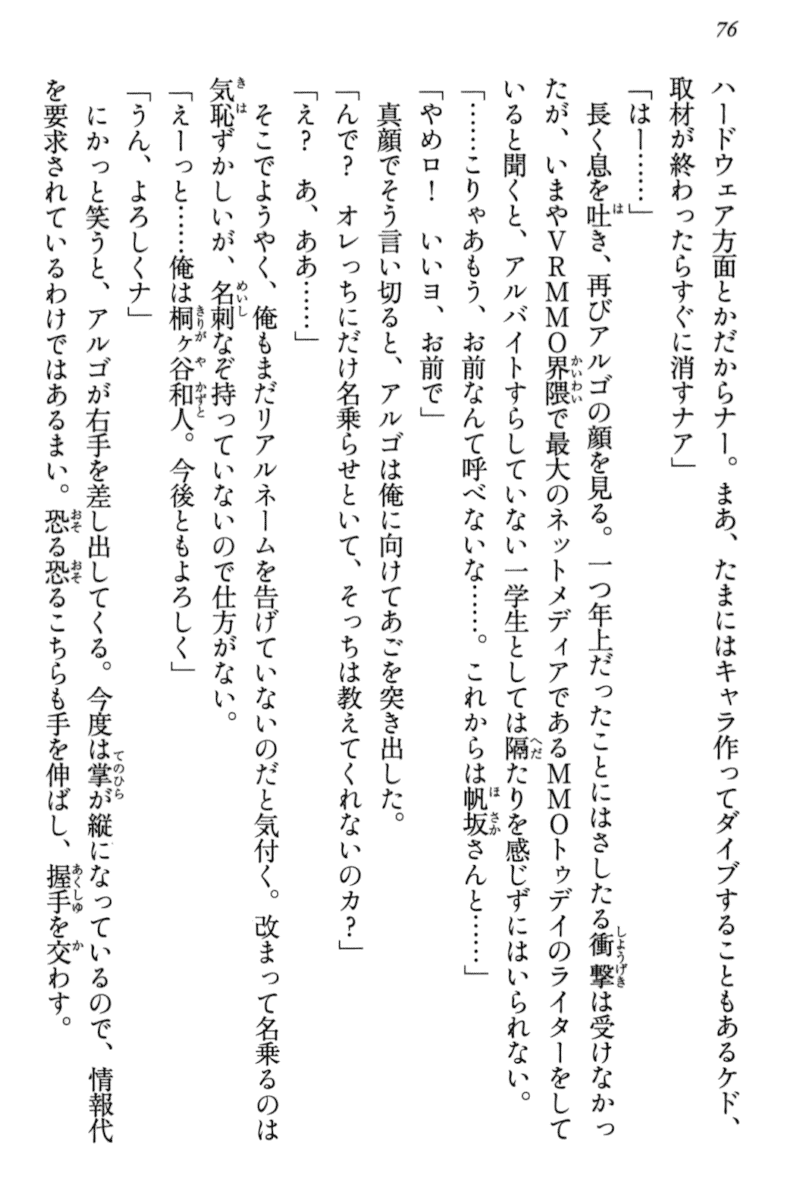 76
ハードウェア方面とかだからナー。まあ、たまにはキャラ作ってダイブすることもあるケド、
取材が終わったらすぐに消すナア」
「はー……」
長く息を吐き、再びアルゴの顔を見る。一つ年上だったことにはさしたる衝撃は受けなかっ
たが、いまやＶＲＭＭＯ界隈で最大のネットメディアであるＭＭＯトゥデイのライターをして
いると聞くと、アルバイトすらしていない一学生としては隔たりを感じずにはいられない。
「……こりゃあもう、お前なんて呼べないな……。これからは帆坂さんと……」
「やめロ！　いいヨ、お前で」
真顔でそう言い切ると、アルゴは俺に向けてあごを突き出した。
「んで？　オレっちにだけ名乗らせといて、そっちは教えてくれないのカ？」
「え？　あ、ああ……」
そこでようやく、俺もまだリアルネームを告げていないのだと気付く。改まって名乗るのは
気恥ずかしいが、名刺なぞ持っていないので仕方がない。
「えーっと……俺は桐ヶ谷和人。今後ともよろしく」
「うん、よろしくナ」
にかっと笑うと、アルゴが右手を差し出してくる。今度は掌が縦になっているので、情報代
を要求されているわけではあるまい。恐る恐るこちらも手を伸ばし、握手を交わす。